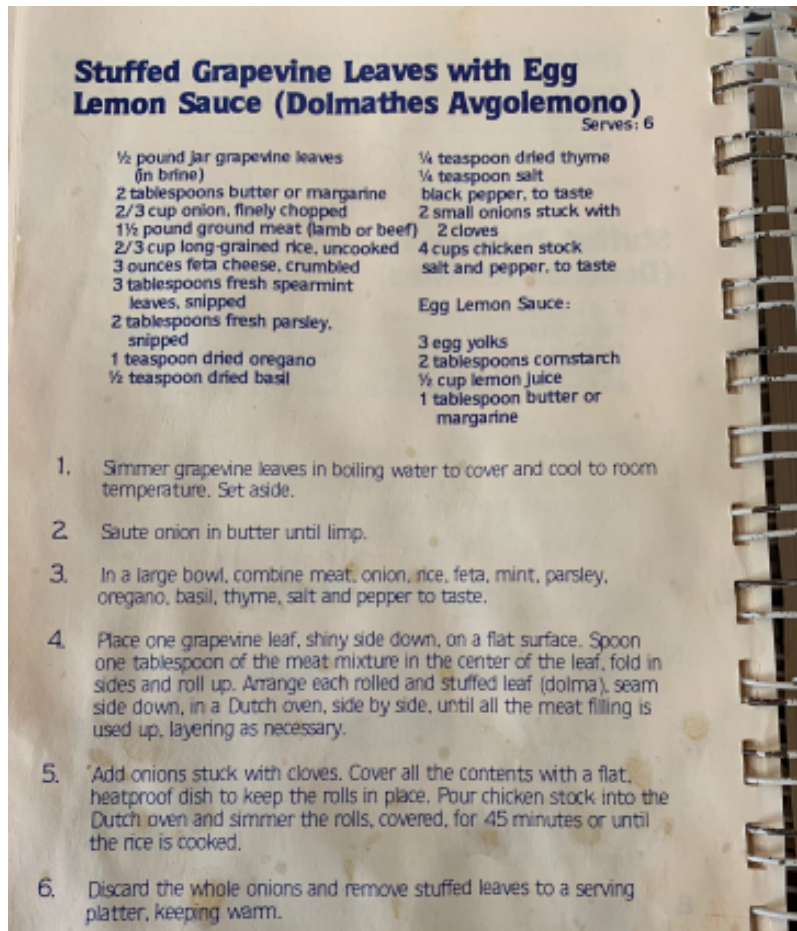 Stuffed Grapevine Leaves with Egg
Lemon Sauce (Dolmathes Avgolemono)
Serves: 6
½ pound jar grapevine leaves
(in brine)
2 tablespoons butter or margarine
2/3 cup onion, finely chopped
1½ pound ground meat (lamb or beef)
2/3 cup long-grained rice, uncooked
3 ounces feta cheese, crumbled
3 tablespoons fresh spearmint
leaves, snipped
2 tablespoons fresh parsley,
snipped
1 teaspoon dried oregano
½ teaspoon dried basil
¼ teaspoon dried thyme
¼ teaspoon salt
black pepper, to taste
2 small onions stuck with
2 cloves
4 cups chicken stock
salt and pepper, to taste
Egg Lemon Sauce:
3 egg yolks
2 tablespoons cornstarch
½ cup lemon juice
1 tablespoon butter or
margarine
1. Simmer grapevine leaves in boiling water to cover and cool to room
temperature. Set aside.
2 Saute onion in butter until limp.
3. In a large bowl, combine meat, onion, rice, feta, mint, parsley,
oregano, basil, thyme, salt and pepper to taste.
4. Place one grapevine leaf, shiny side down, on a flat surface. Spoon
one tablespoon of the meat mixture in the center of the leaf, fold in
sides and roll up. Arrange each rolled and stuffed leaf (dolma), seam
side down, in a Dutch oven, side by side, until all the meat filling is
used up, layering as necessary.
5. Add onions stuck with cloves. Cover all the contents with a flat,
heatproof dish to keep the rolls in place. Pour chicken stock into the
Dutch oven and simmer the rolls, covered, for 45 minutes or until
the rice is cooked.
6. Discard the whole onions and remove stuffed leaves to a serving
platter, keeping warm.